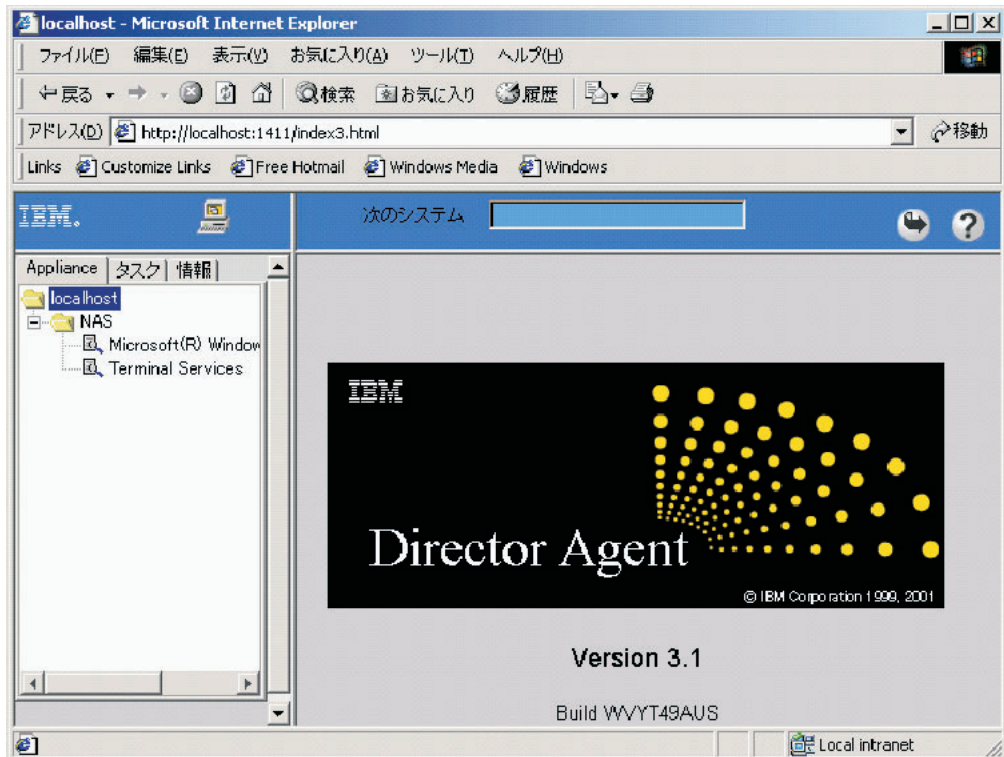 localhost - Microsoft Internet Explorer
ファイル(F) 編集(E) 表示(V) お気に入り(A) ツール(T) ヘルプ(H)
戻る 検索 お気に入り 履歴
アドレス(D) http://localhost:1411/index3.html 移動
Links Customize Links Free Hotmail Windows Media Windows
IBM. 次のシステム ?
Appliance タスク 情報
localhost
NAS
Microsoft(R) Window
Terminal Services
IBM
Director Agent
© IBM Corporation 1999, 2001
Version 3.1
Build WVYT49AUS
Local intranet